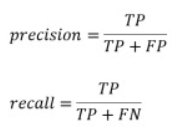 precision = TP / TP + FP
recall = TP / TP + FN